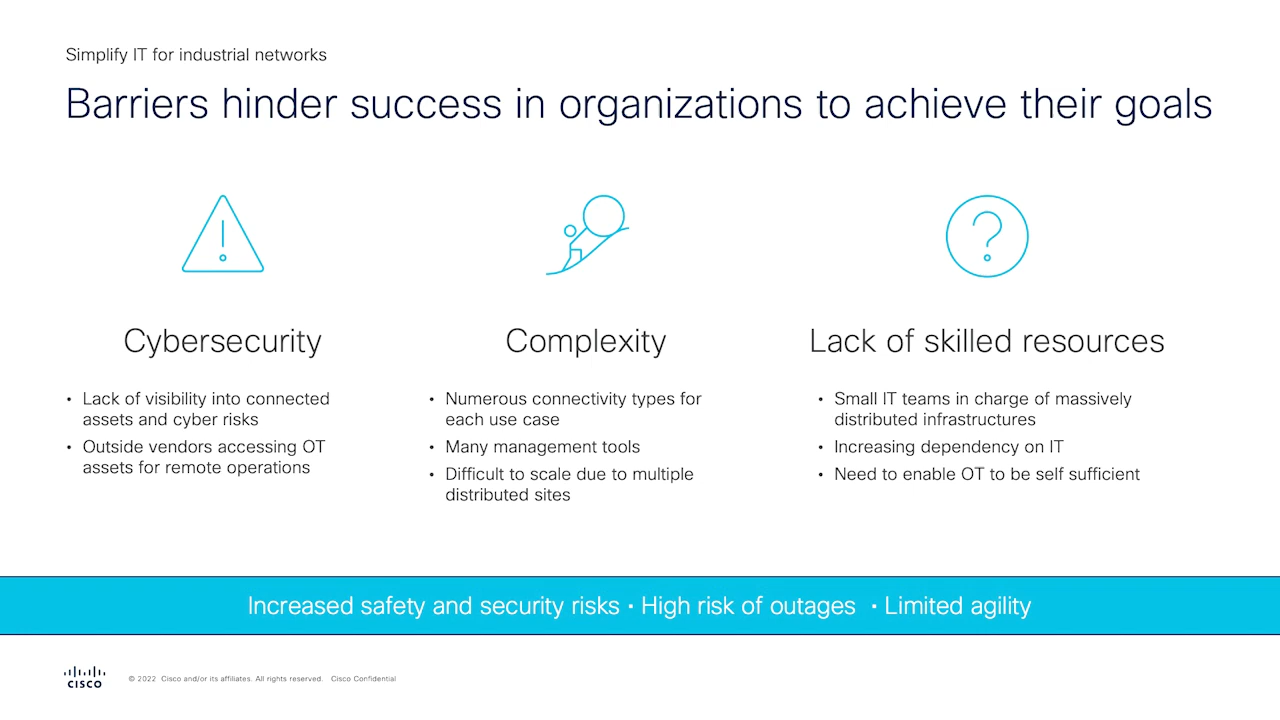 Simplify IT for industrial networks
Barriers hinder success in organizations to achieve their goals
Cybersecurity
• Lack of visibility into connected
assets and cyber risks
• Outside vendors accessing OT
assets for remote operations
Complexity
• Numerous connectivity types for
each use case
• Many management tools
• Difficult to scale due to multiple
distributed sites
Lack of skilled resources
• Small IT teams in charge of massively
distributed infrastructures
• Increasing dependency on IT
• Need to enable OT to be self sufficient
Increased safety and security risks • High risk of outages • Limited agility
CISCO
© 2022 Cisco and/or its affiliates. All rights reserved. Cisco Confidential